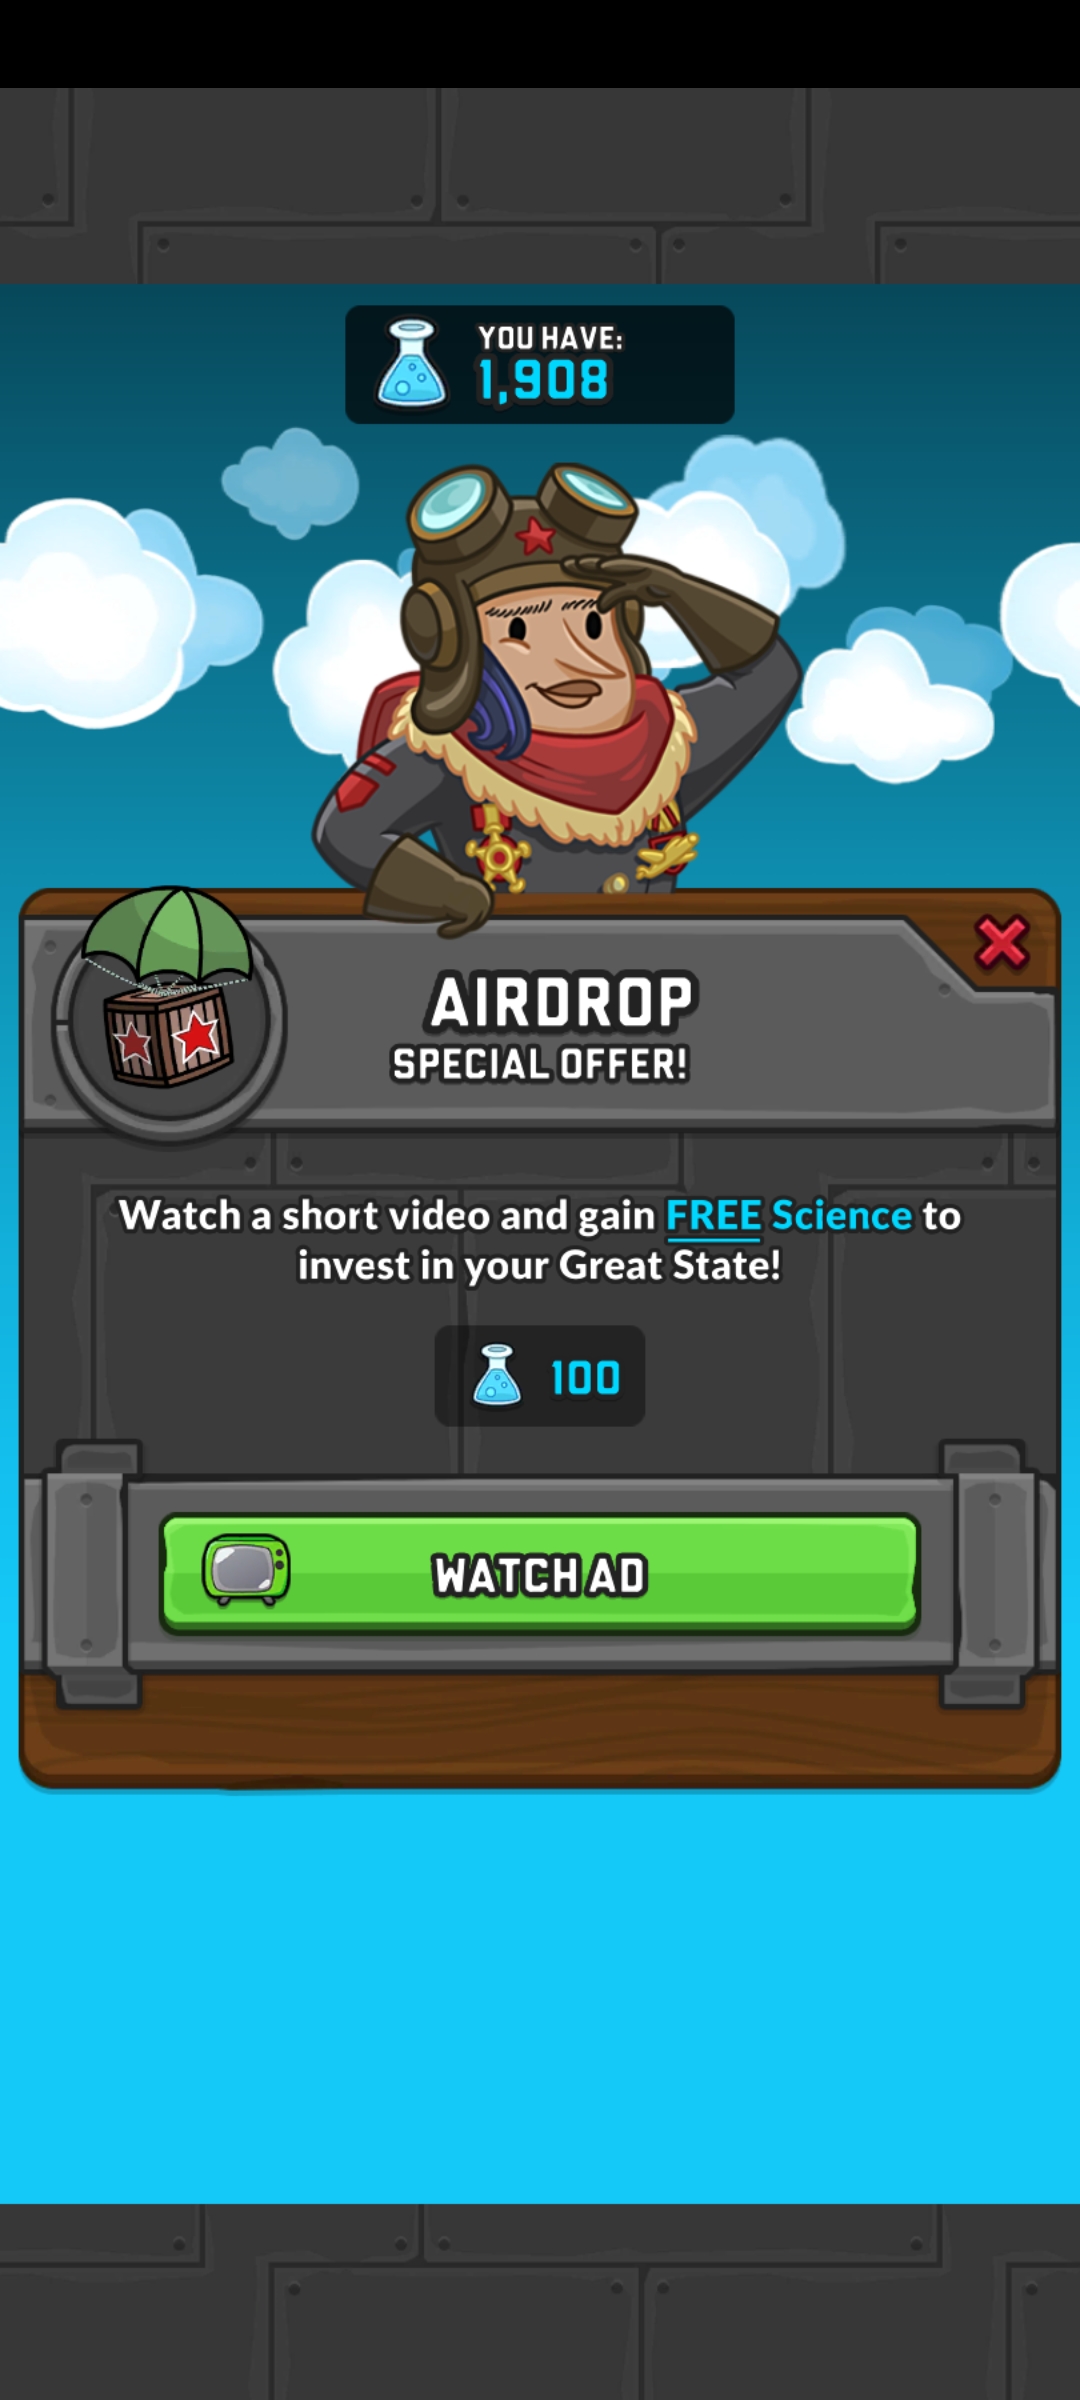 YOU HAVE:
1,908
AIRDROP
SPECIAL OFFER!
Watch a short video and gain FREE Science to
invest in your Great State!
100
WATCH AD